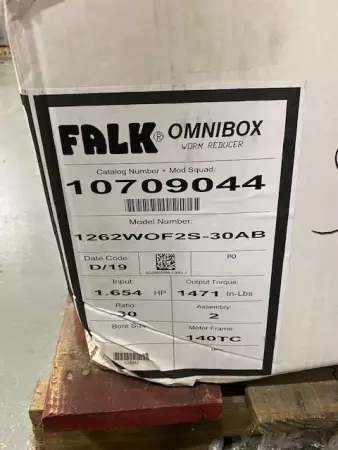 FALK® OMNIBOX
WORM REDUCER
Catalog Number + Mod Squad:
10709044
Model Number:
1262WOF2S-30AB
Date Code:
PO
D/19
Input:
Output Torque:
1.654 HP
1471 In-Lbs
Ratio:
Assembly:
30
2
Bore Size:
Motor Frame:
140TC